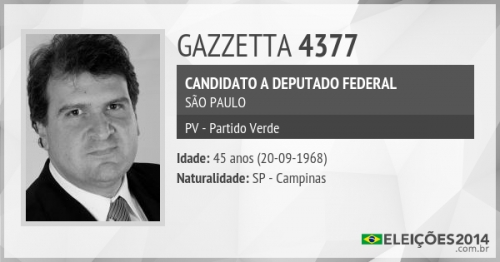 GAZZETTA 4377
CANDIDATO A DEPUTADO FEDERAL
SÃO PAULO
PV - Partido Verde
Idade: 45 anos (20-09-1968)
Naturalidade: SP - Campinas
ELEIÇÕES2014
.com.br